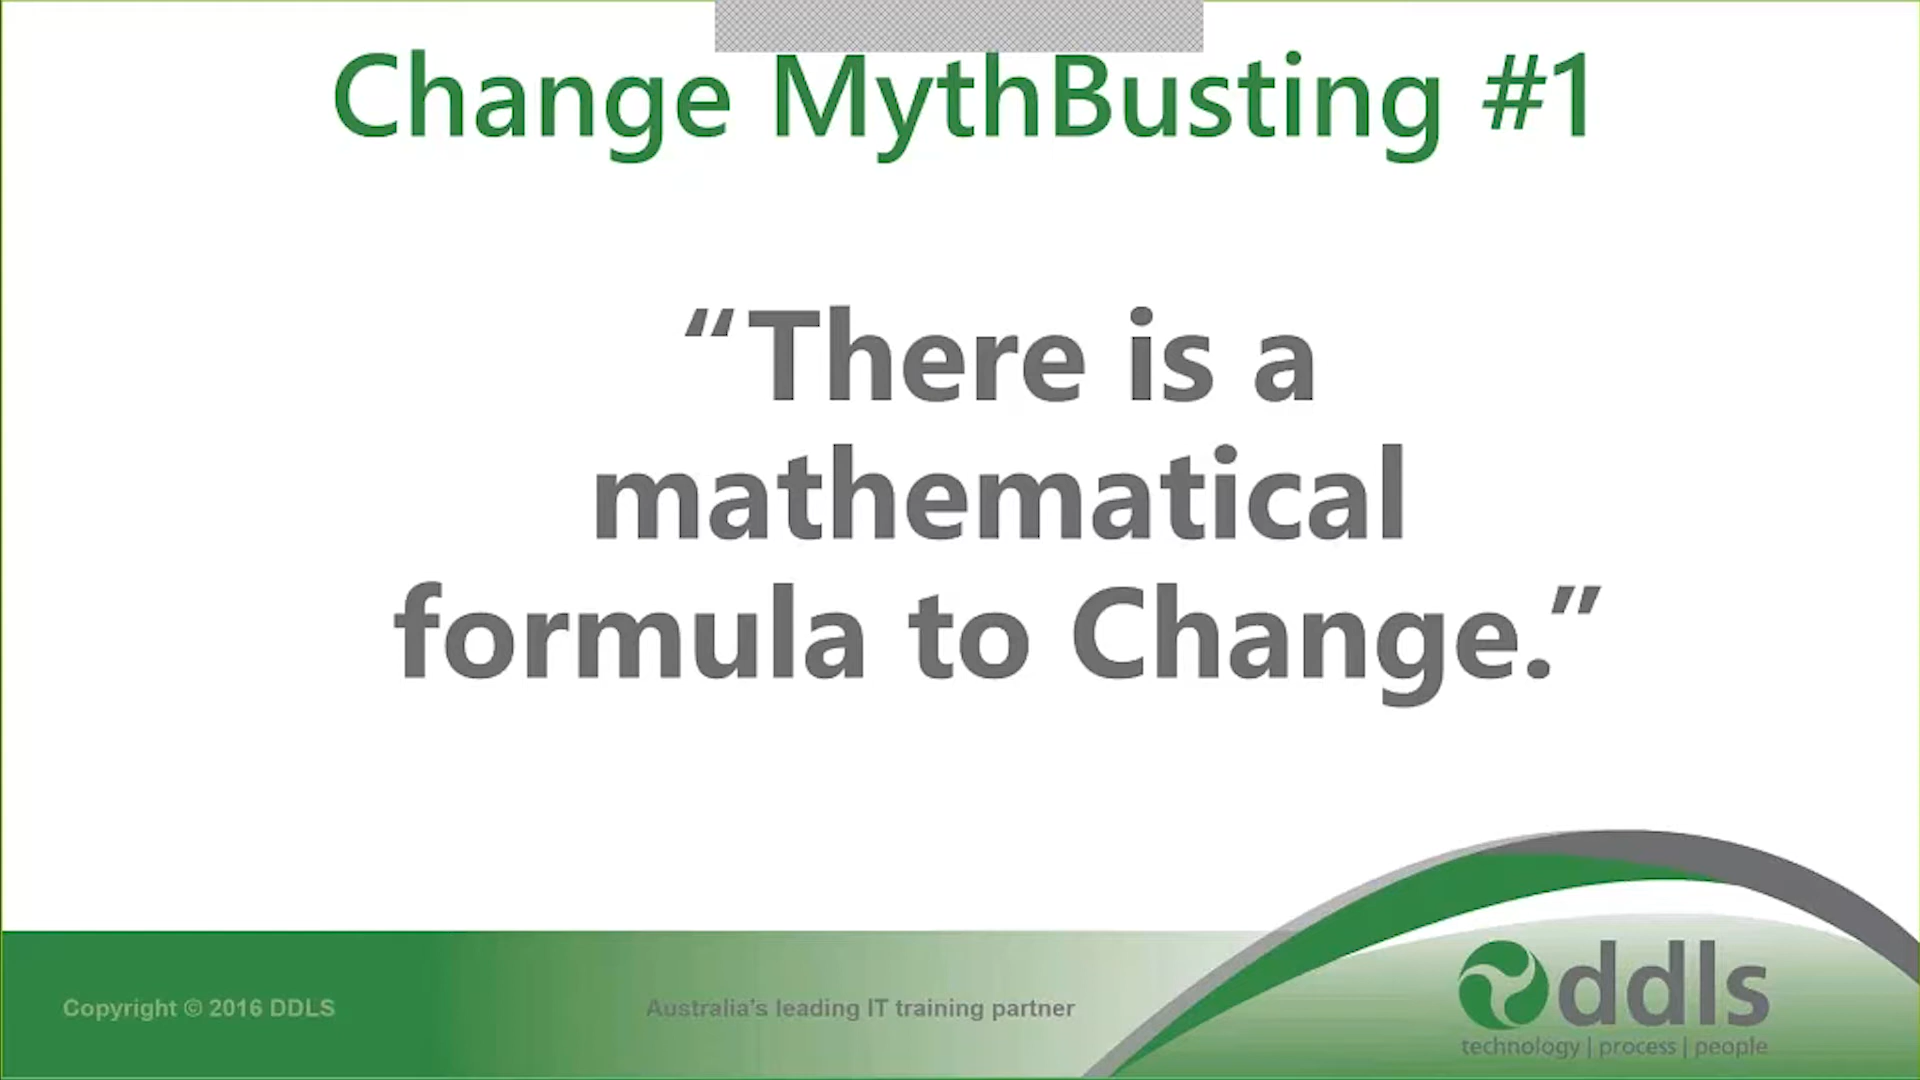 Change MythBusting #1
“There is a
mathematical
formula to Change.”
Copyright © 2016 DDLS
Australia’s leading IT training partner
ddls
technology | process | people